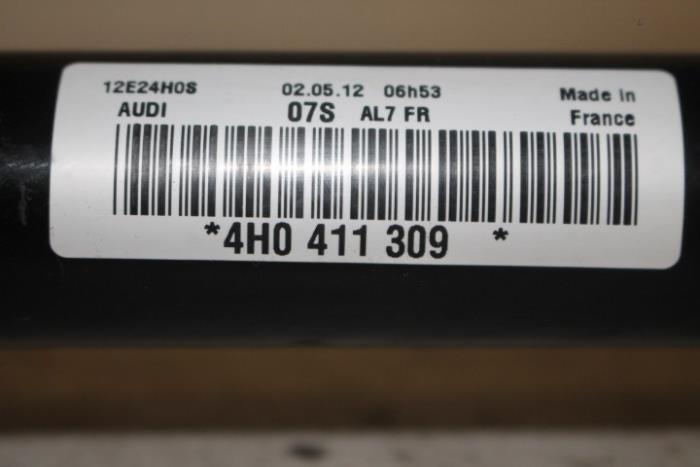 12E24H0S 02.05.12 06h53 Made in
AUDI 07S AL7 FR France
*4H0 411 309 *